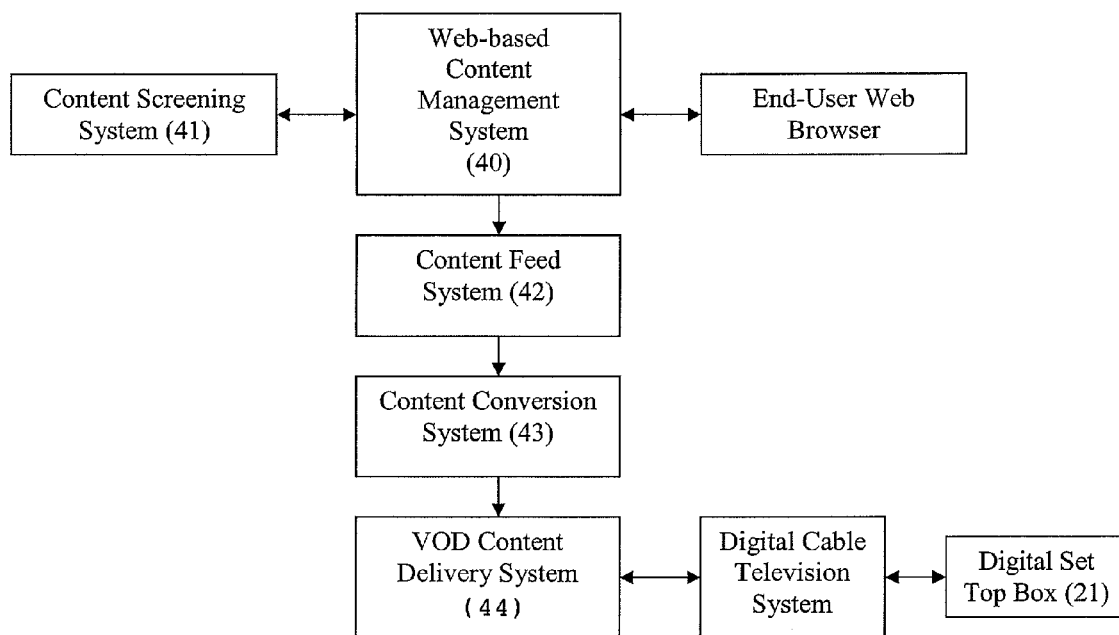 Web-based
Content
Management
System
(40)
Content Screening
System (41)
End-User Web
Browser
Content Feed
System (42)
Content Conversion
System (43)
VOD Content
Delivery System
(44)
Digital Cable
Television
System
Digital Set
Top Box (21)